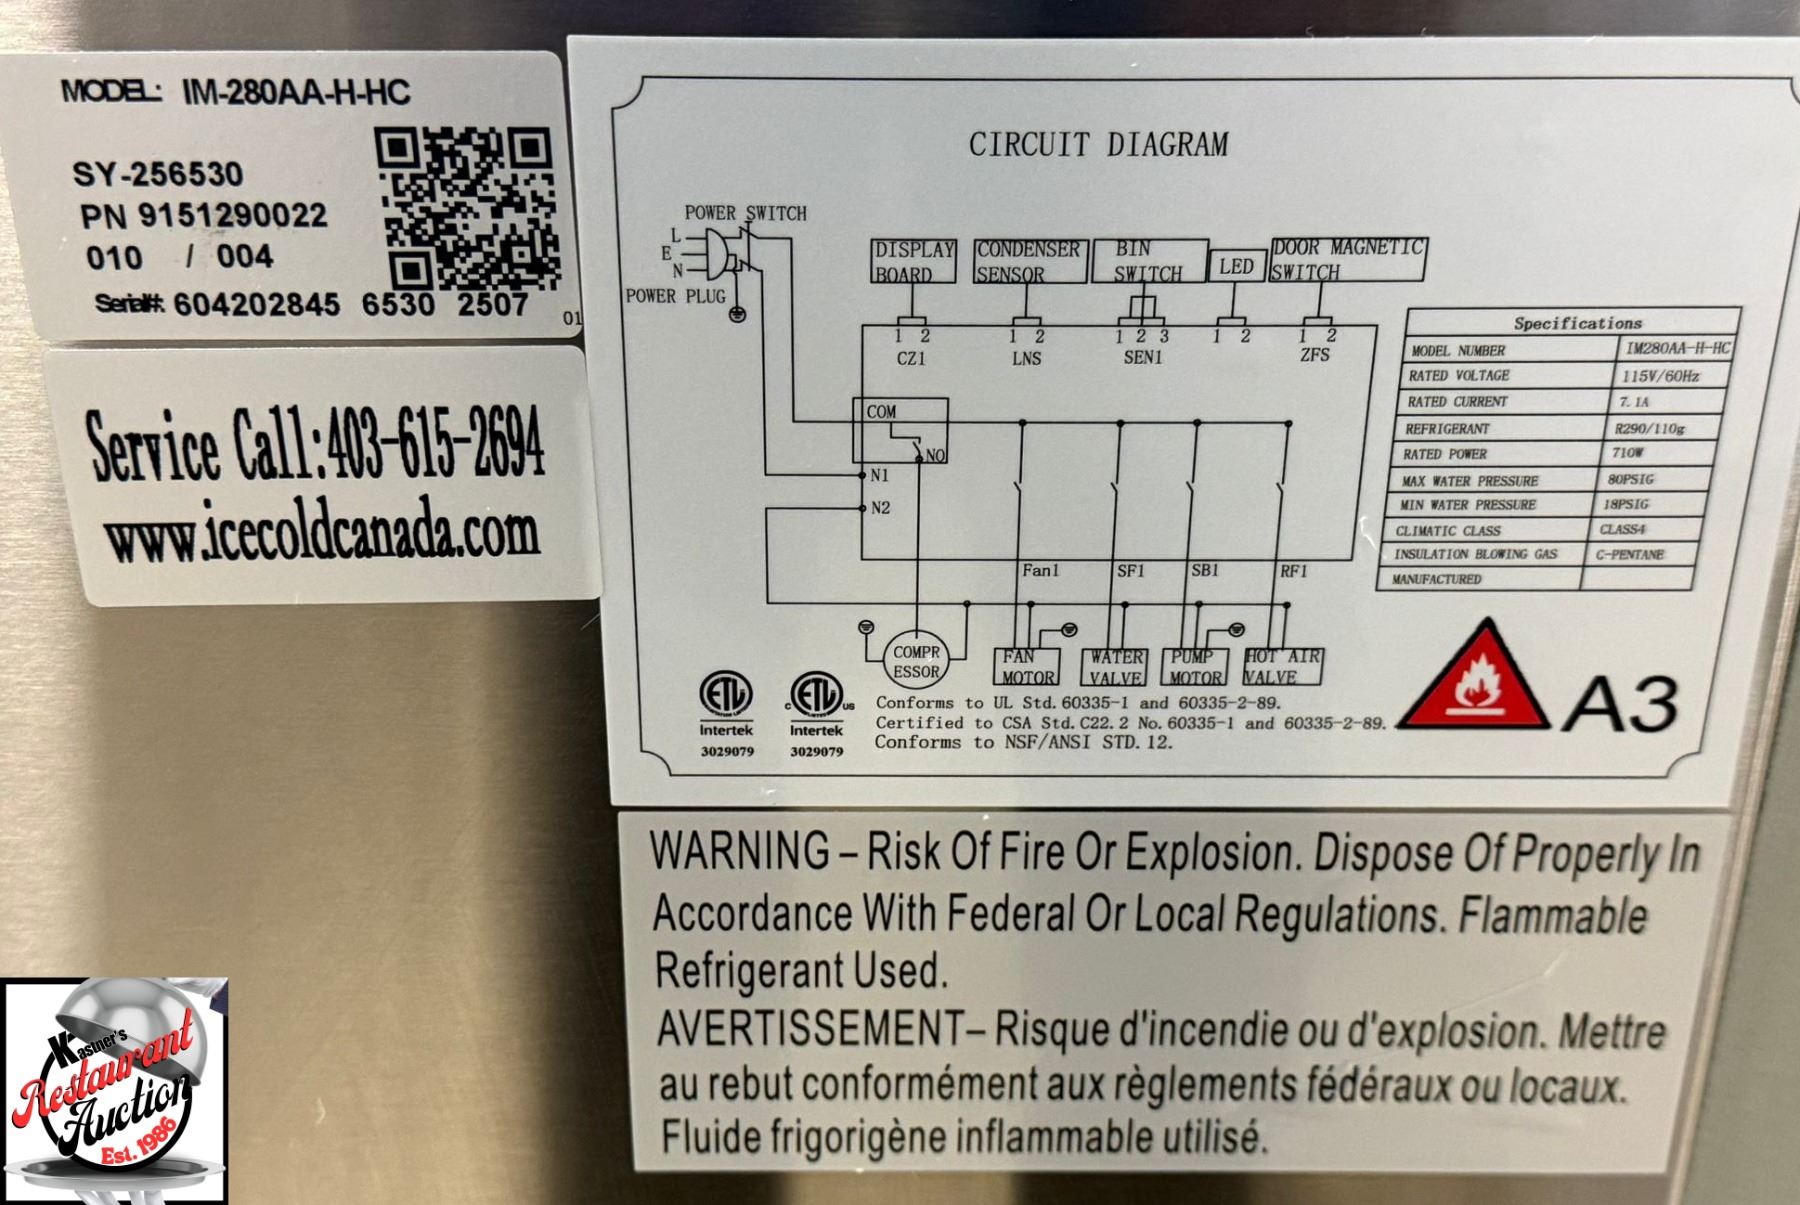 MODEL: IM-280AA-H-HC
SY-256530
PN 9151290022
010 / 004
Serial#: 604202845 6530 2507
01
Service Call:403-615-2694
www.icecoldcanada.com
CIRCUIT DIAGRAM
POWER SWITCH
L
E
N
POWER PLUG
DISPLAY BOARD
CONDENSER SENSOR
BIN SWITCH
LED
DOOR MAGNETIC SWITCH
1 2
1 2
1 2 3
1 2
1 2
CZ1
LNS
SEN1
ZFS
COM
NO
N1
N2
Fan1
SF1
SB1
RF1
COMPR
ESSOR
FAN MOTOR
WATER VALVE
PUMP MOTOR
HOT AIR VALVE
Specifications
MODEL NUMBER IM280AA-H-HC
RATED VOLTAGE 115V/60Hz
RATED CURRENT 7.1A
REFRIGERANT R290/110g
RATED POWER 710W
MAX WATER PRESSURE 80PSIG
MIN WATER PRESSURE 18PSIG
CLIMATIC CLASS CLASS4
INSULATION BLOWING GAS C-PENTANE
MANUFACTURED
A3
ETL
Intertek
3029079
c ETL us
Intertek
3029079
Conforms to UL Std. 60335-1 and 60335-2-89.
Certified to CSA Std. C22.2 No. 60335-1 and 60335-2-89.
Conforms to NSF/ANSI STD. 12.
WARNING – Risk Of Fire Or Explosion. Dispose Of Properly In
Accordance With Federal Or Local Regulations. Flammable
Refrigerant Used.
AVERTISSEMENT– Risque d'incendie ou d'explosion. Mettre
au rebut conformément aux règlements fédéraux ou locaux.
Fluide frigorigène inflammable utilisé.
Kastner's
Restaurant
Auction
Est. 1986